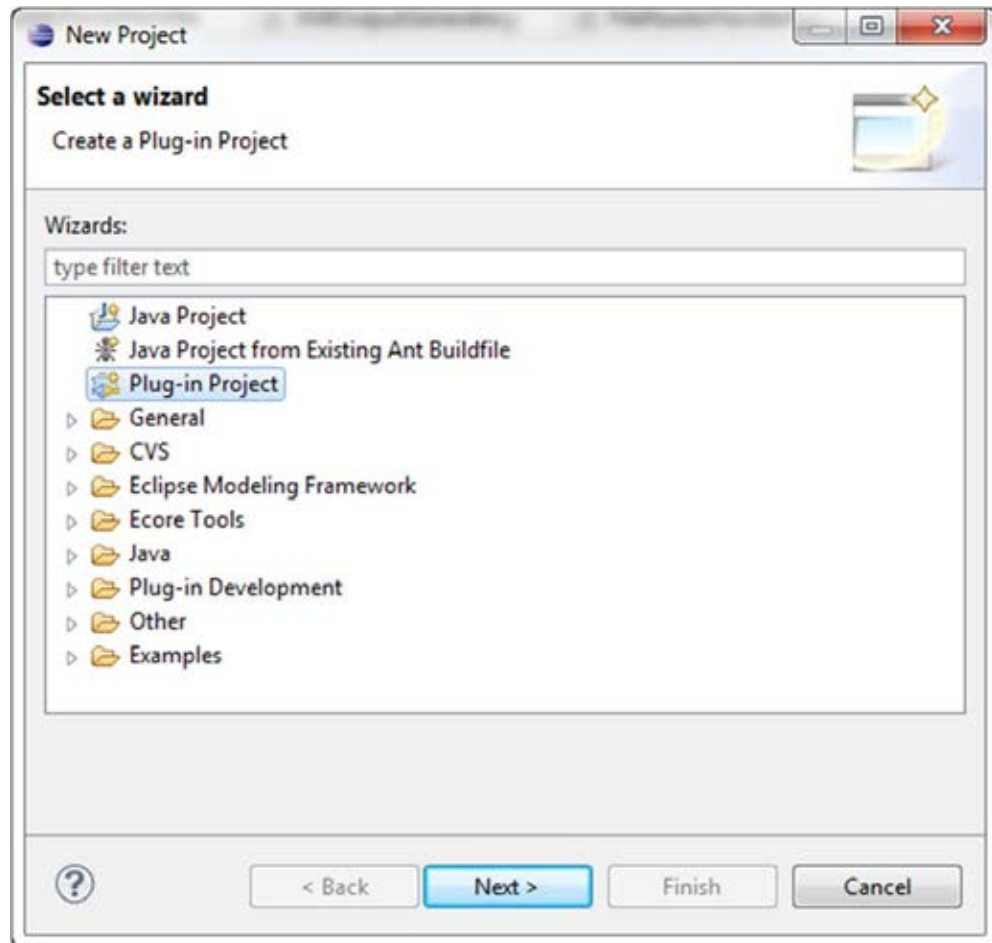 New Project
Select a wizard
Create a Plug-in Project
Wizards:
type filter text
Java Project
Java Project from Existing Ant Buildfile
Plug-in Project
General
CVS
Eclipse Modeling Framework
Ecore Tools
Java
Plug-in Development
Other
Examples
< Back Next > Finish Cancel